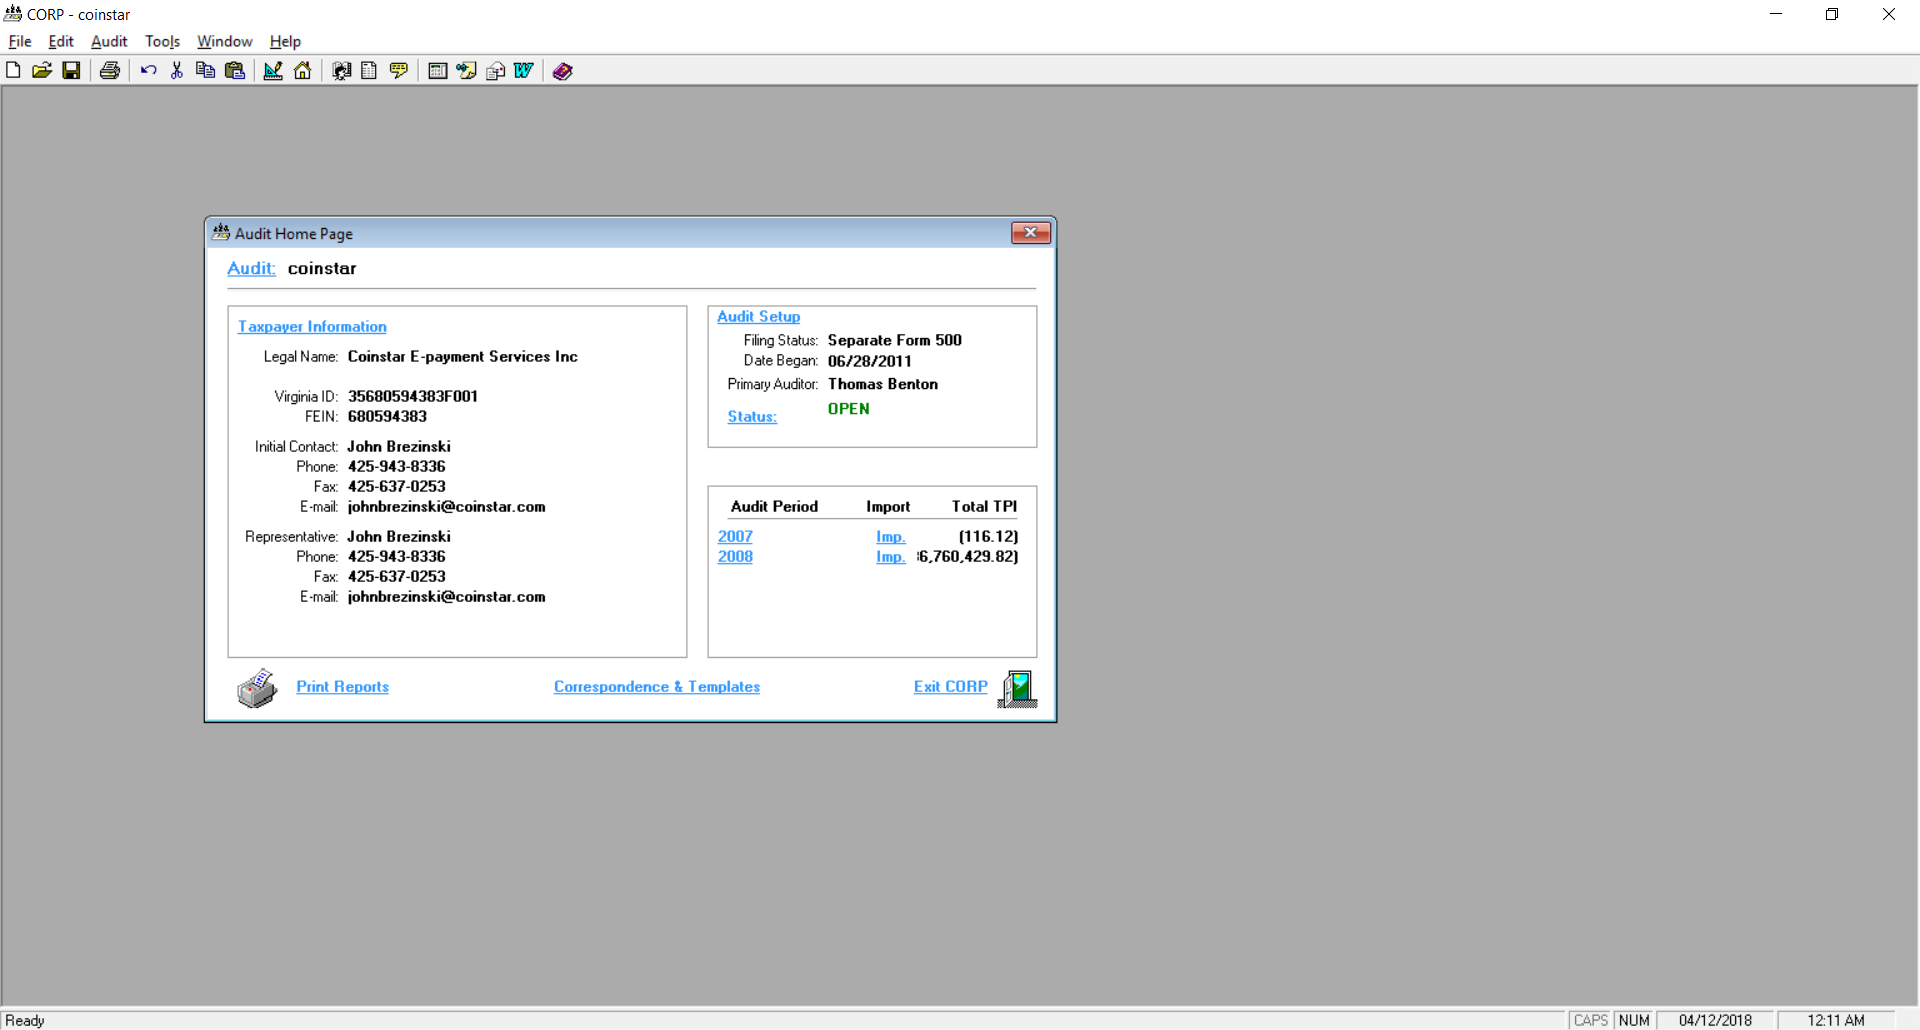 CORP - coinstar
File Edit Audit Tools Window Help
Audit Home Page
Audit: coinstar
Taxpayer Information
Legal Name: Coinstar E-payment Services Inc
Virginia ID: 35680594383F001
FEIN: 680594383
Initial Contact: John Brezinski
Phone: 425-943-8336
Fax: 425-637-0253
E-mail: johnbrezinski@coinstar.com
Representative: John Brezinski
Phone: 425-943-8336
Fax: 425-637-0253
E-mail: johnbrezinski@coinstar.com
Audit Setup
Filing Status: Separate Form 500
Date Began: 06/28/2011
Primary Auditor: Thomas Benton
Status: OPEN
Audit Period Import Total TPI
2007 Imp. (116.12)
2008 Imp. 6,760,429.82)
Print Reports Correspondence & Templates Exit CORP
Ready CAPS NUM 04/12/2018 12:11 AM